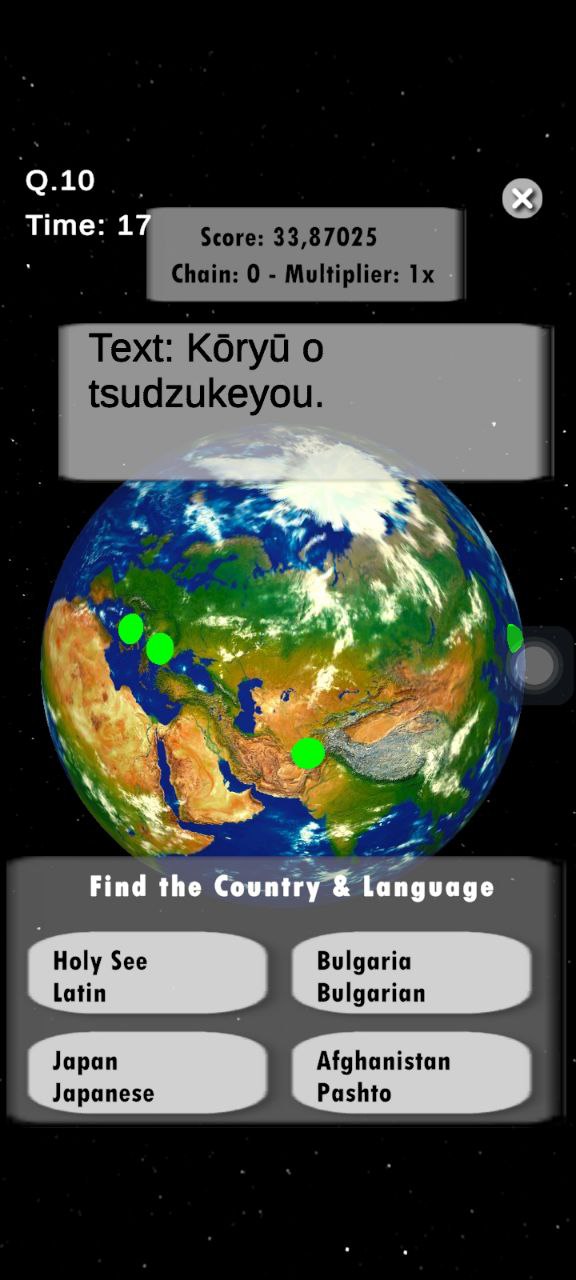 Q.10
Time: 17
Score: 33,87025
Chain: 0 - Multiplier: 1x
Text: Kōryū o
tsudzukeyou.
Find the Country & Language
Holy See
Latin
Bulgaria
Bulgarian
Japan
Japanese
Afghanistan
Pashto